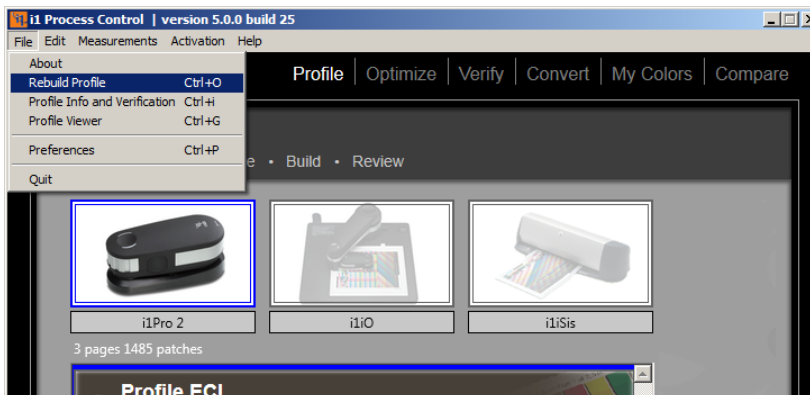 i1 Process Control | version 5.0.0 build 25
File Edit Measurements Activation Help
About
Rebuild Profile Ctrl+O
Profile Info and Verification Ctrl+i
Profile Viewer Ctrl+G
Preferences Ctrl+P
Quit
Profile | Optimize | Verify | Convert | My Colors | Compare
e • Build • Review
i1Pro 2
i1iO
i1iSis
3 pages 1485 patches
Profile ECI